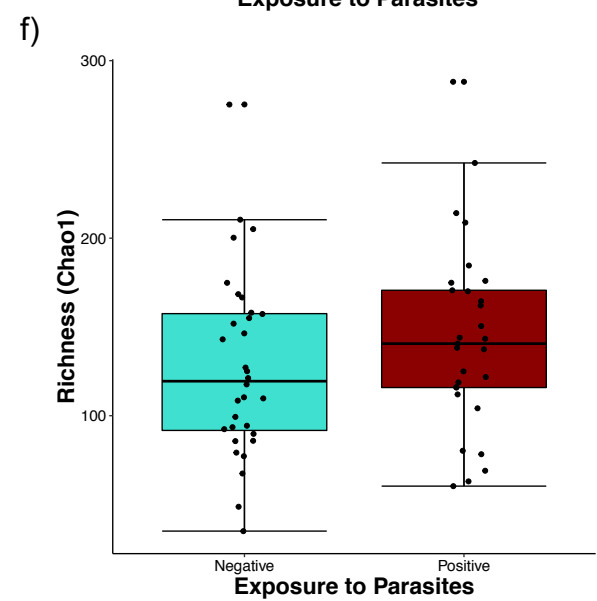 Exposure to Parasites
f)
300
200
100
Richness (Chao1)
Negative
Positive
Exposure to Parasites